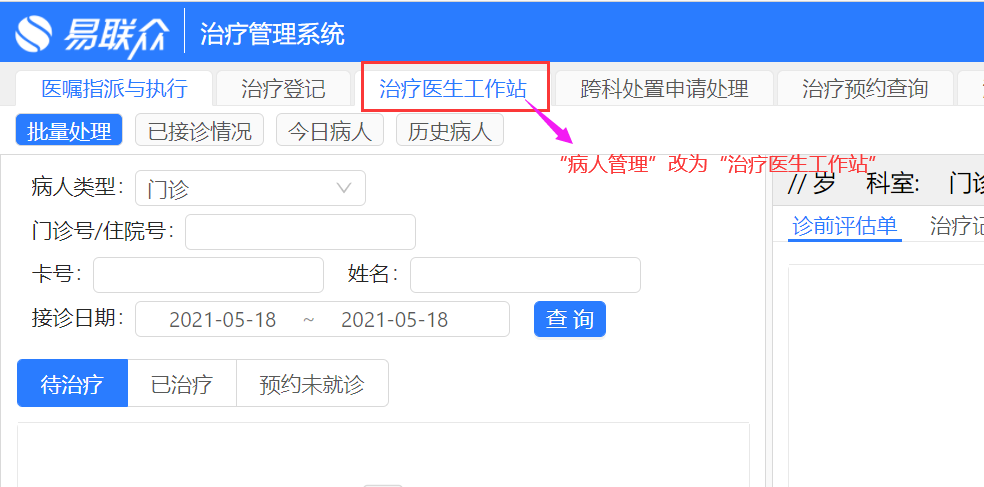 易联众 治疗管理系统
医嘱指派与执行 治疗登记 治疗医生工作站 跨科处置申请处理 治疗预约查询
批量处理 已接诊情况 今日病人 历史病人
“病人管理”改为“治疗医生工作站”
病人类型: 门诊
// 岁 科室: 门诊
门诊号/住院号:
诊前评估单 治疗记
卡号: 姓名:
接诊日期: 2021-05-18 ~ 2021-05-18 查 询
待治疗 已治疗 预约未就诊